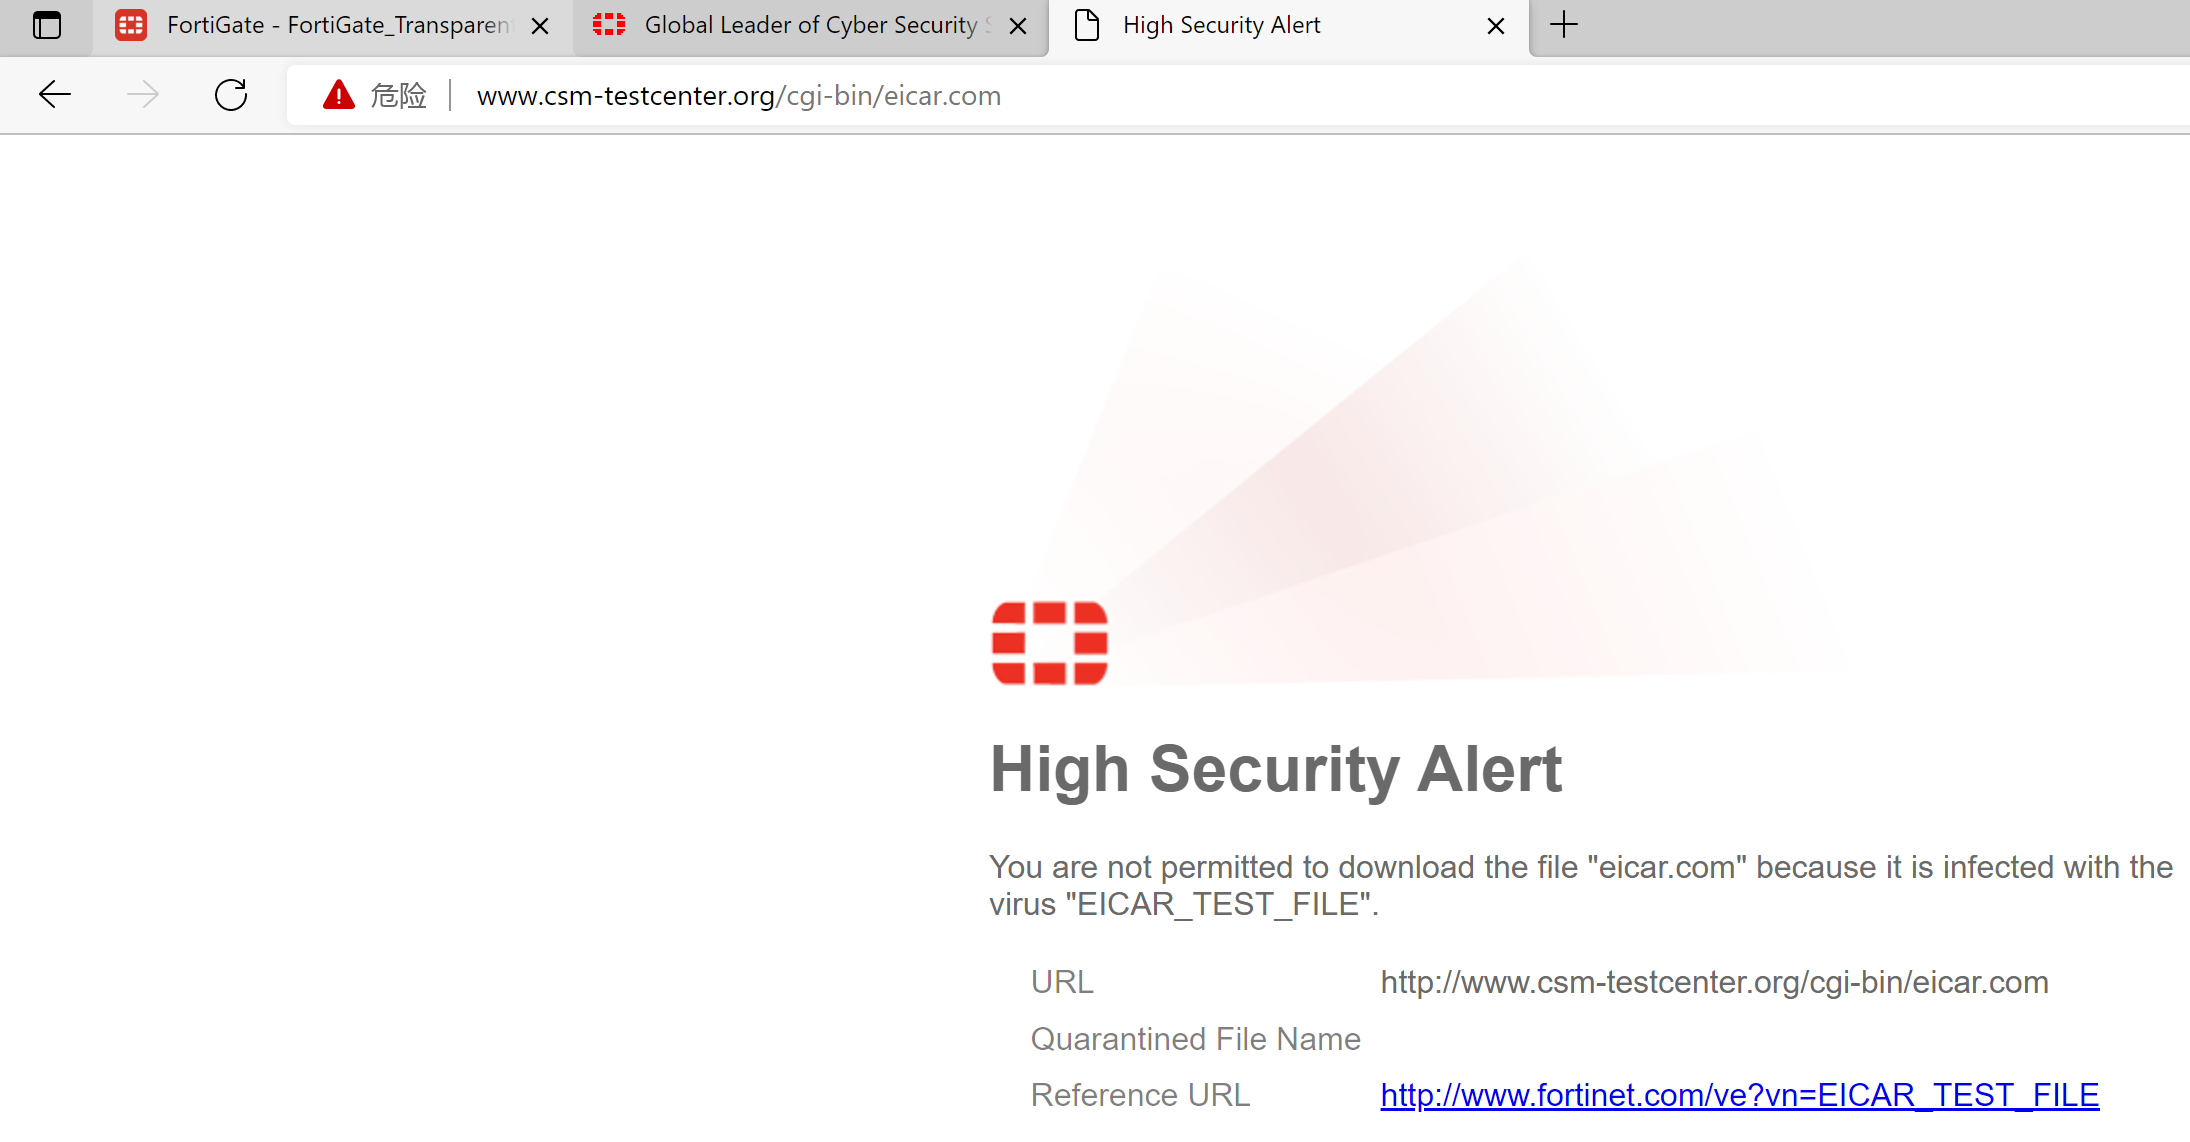 FortiGate - FortiGate_Transparent
Global Leader of Cyber Security S
High Security Alert
危险
www.csm-testcenter.org/cgi-bin/eicar.com
High Security Alert
You are not permitted to download the file "eicar.com" because it is infected with the
virus "EICAR_TEST_FILE".
URL http://www.csm-testcenter.org/cgi-bin/eicar.com
Quarantined File Name
Reference URL http://www.fortinet.com/ve?vn=EICAR_TEST_FILE